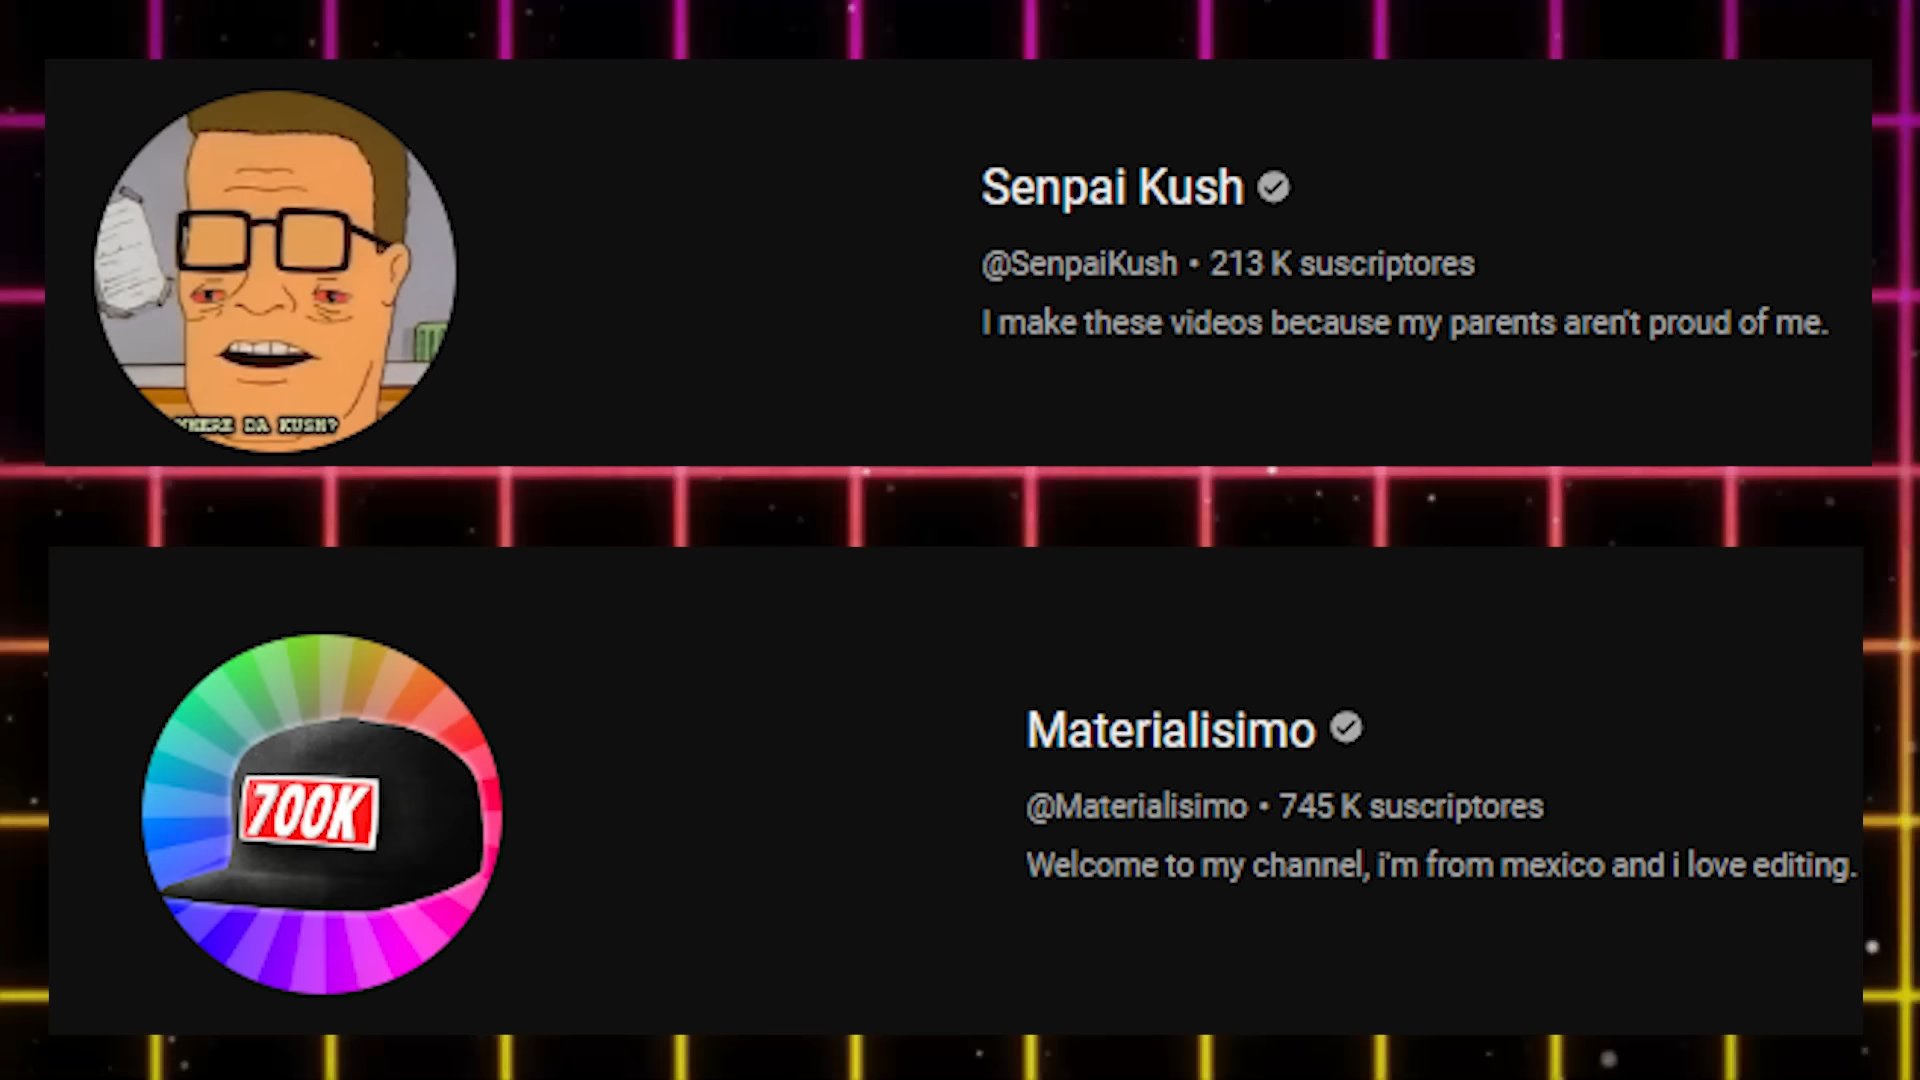 Senpai Kush
@SenpaiKush • 213 K suscriptores
I make these videos because my parents aren't proud of me.
WHERE DA KUSH?
Materialisimo
@Materialisimo • 745 K suscriptores
Welcome to my channel, i'm from mexico and i love editing.
700K